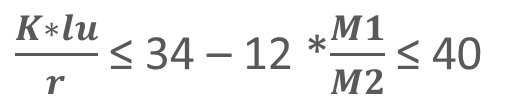 K*lu/r ≤ 34 – 12 *M1/M2 ≤ 40